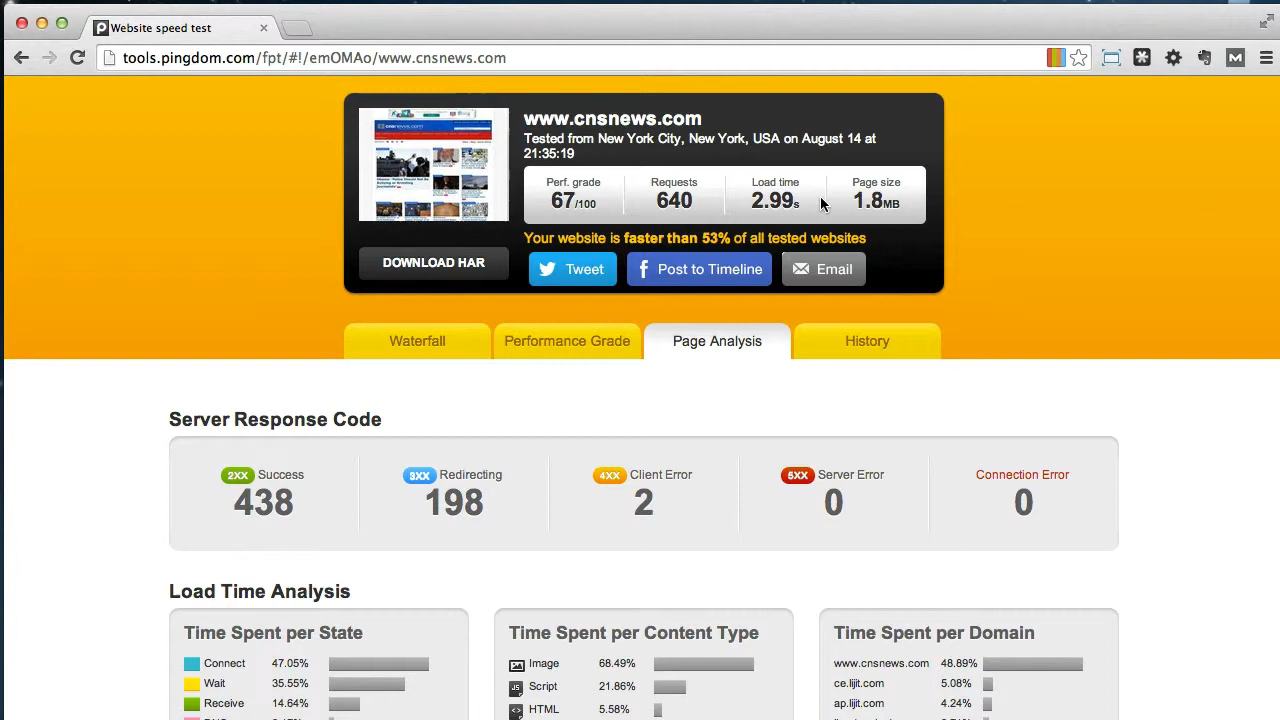 Website speed test
tools.pingdom.com/fpt/#!/emOMAo/www.cnsnews.com
www.cnsnews.com
Tested from New York City, New York, USA on August 14 at
21:35:19
Perf. grade Requests Load time Page size
67/100 640 2.99s 1.8MB
Your website is faster than 53% of all tested websites
DOWNLOAD HAR
Tweet Post to Timeline Email
Waterfall Performance Grade Page Analysis History
Server Response Code
2XX Success 3XX Redirecting 4XX Client Error 5XX Server Error Connection Error
438 198 2 0 0
Load Time Analysis
Time Spent per State Time Spent per Content Type Time Spent per Domain
Connect 47.05% Image 68.49% www.cnsnews.com 48.89%
Wait 35.55% JS Script 21.86% ce.lijit.com 5.08%
Receive 14.64% HTML 5.58% ap.lijit.com 4.24%